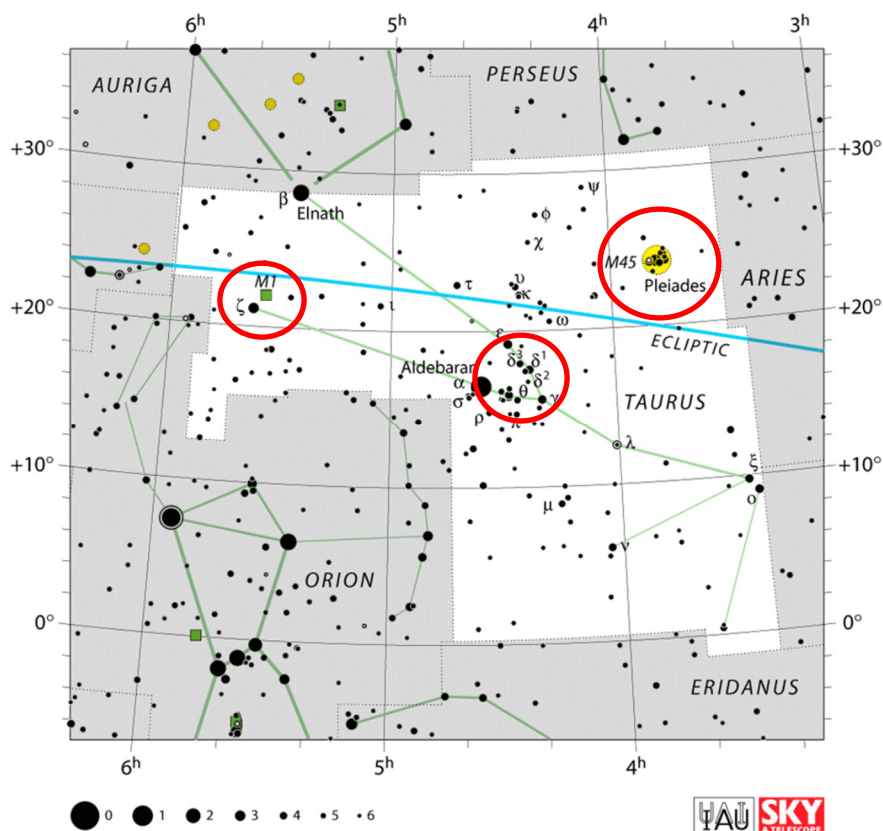 6h 5h 4h 3h
AURIGA
PERSEUS
+30° +30°
ψ
β
Elnath
φ
χ
M45
Pleiades
ARIES
M1
τ
υ
κ
+20° +20°
ζ
ι
ω
ε
ECLIPTIC
δ³ δ¹
Aldebaran
δ²
α
θ
γ
TAURUS
σ
ρ
π
λ
+10° +10°
ξ
ο
μ
ν
ORION
0° 0°
ERIDANUS
6h 5h 4h
0 1 2 3 4 5 6
IAU
SKY
& TELESCOPE